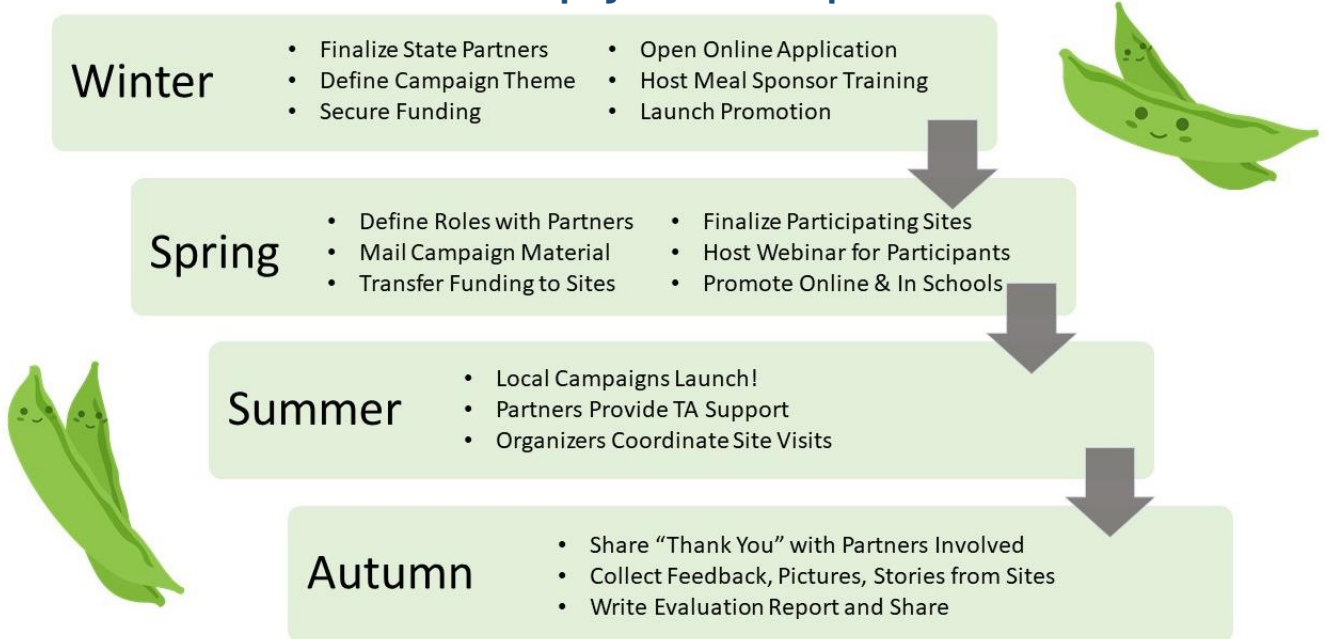 Winter
• Finalize State Partners
• Define Campaign Theme
• Secure Funding
• Open Online Application
• Host Meal Sponsor Training
• Launch Promotion
Spring
• Define Roles with Partners
• Mail Campaign Material
• Transfer Funding to Sites
• Finalize Participating Sites
• Host Webinar for Participants
• Promote Online & In Schools
Summer
• Local Campaigns Launch!
• Partners Provide TA Support
• Organizers Coordinate Site Visits
Autumn
• Share “Thank You” with Partners Involved
• Collect Feedback, Pictures, Stories from Sites
• Write Evaluation Report and Share